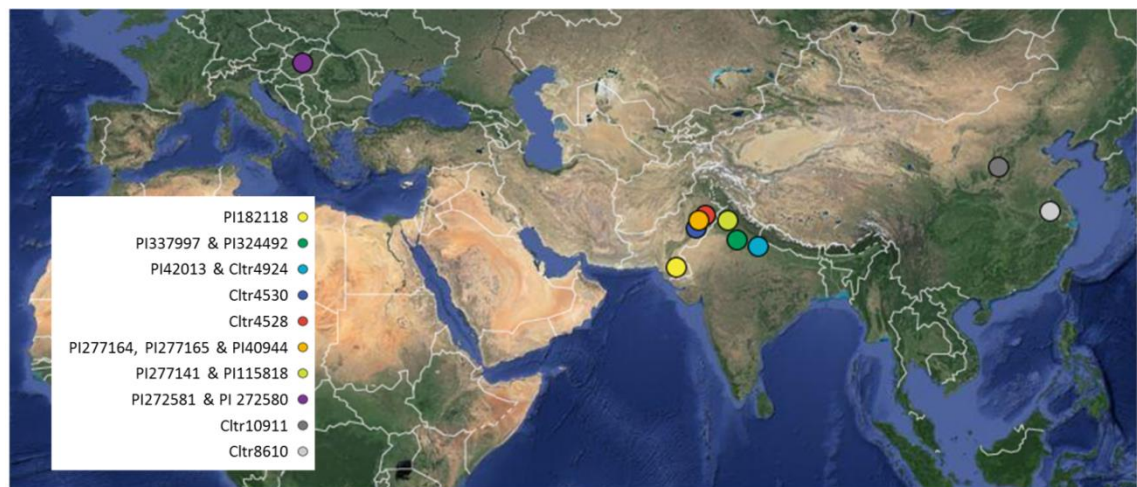 PI182118
PI337997 & PI324492
PI42013 & Cltr4924
Cltr4530
Cltr4528
PI277164, PI277165 & PI40944
PI277141 & PI115818
PI272581 & PI 272580
Cltr10911
Cltr8610